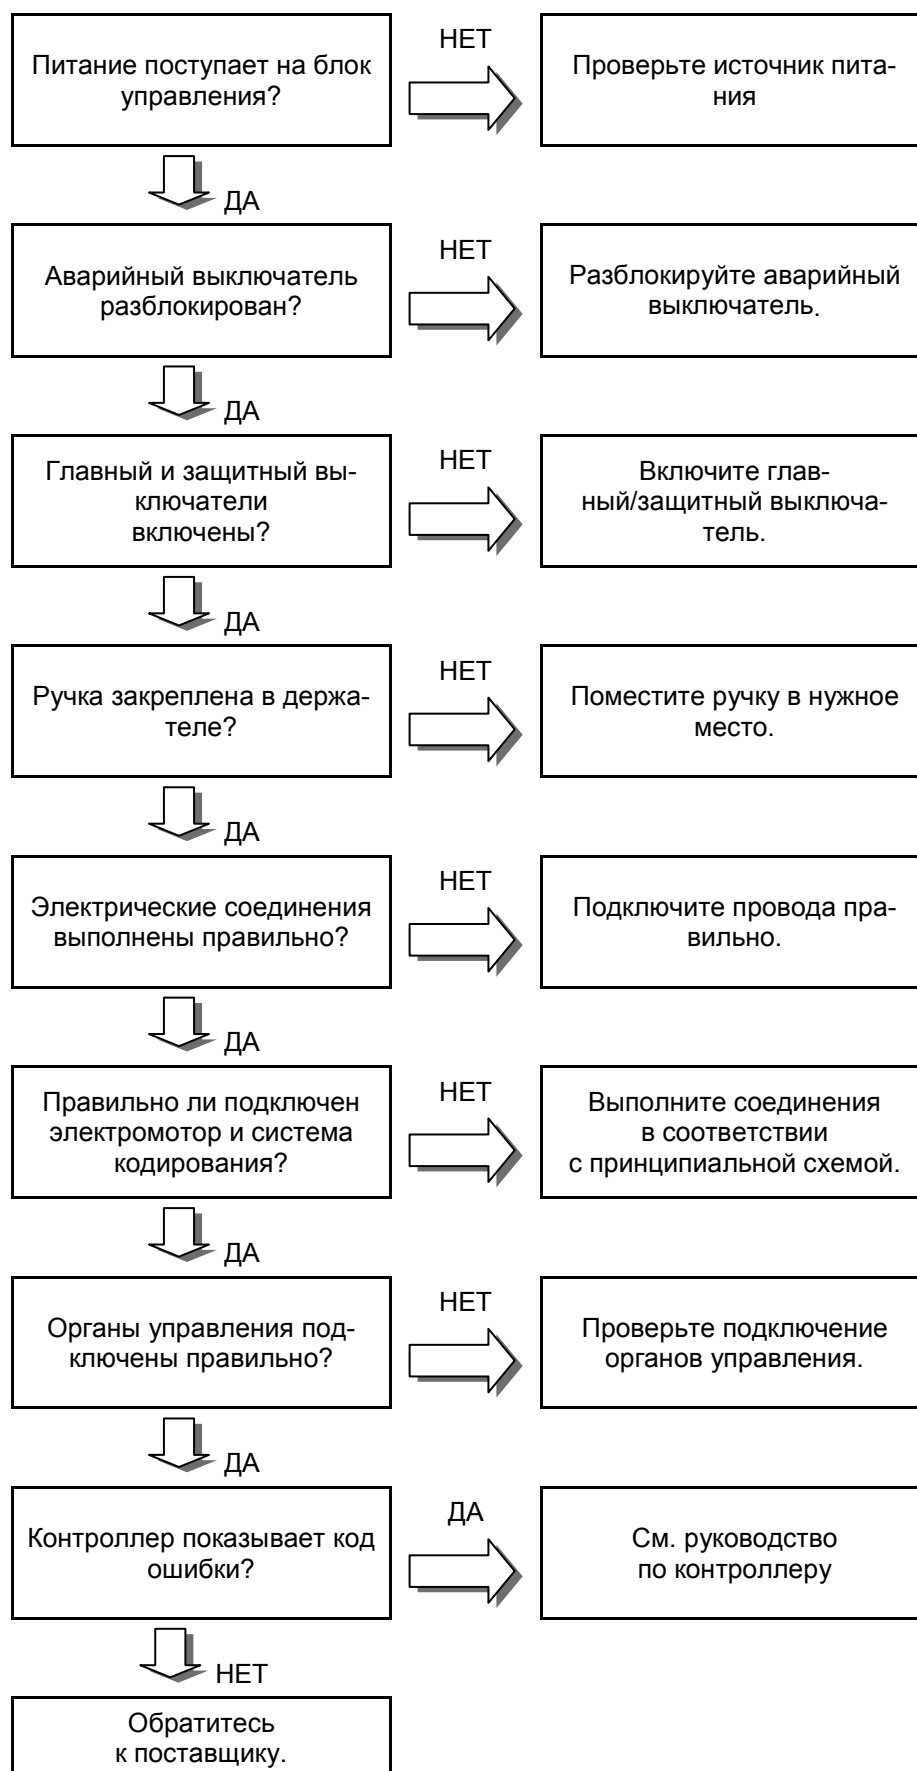 Питание поступает на блок
управления?
НЕТ
Проверьте источник пита-
ния
ДА
Аварийный выключатель
разблокирован?
НЕТ
Разблокируйте аварийный
выключатель.
ДА
Главный и защитный вы-
ключатели
включены?
НЕТ
Включите глав-
ный/защитный выключа-
тель.
ДА
Ручка закреплена в держа-
теле?
НЕТ
Поместите ручку в нужное
место.
ДА
Электрические соединения
выполнены правильно?
НЕТ
Подключите провода пра-
вильно.
ДА
Правильно ли подключен
электромотор и система
кодирования?
НЕТ
Выполните соединения
в соответствии
с принципиальной схемой.
ДА
Органы управления под-
ключены правильно?
НЕТ
Проверьте подключение
органов управления.
ДА
Контроллер показывает код
ошибки?
ДА
См. руководство
по контроллеру
НЕТ
Обратитесь
к поставщику.